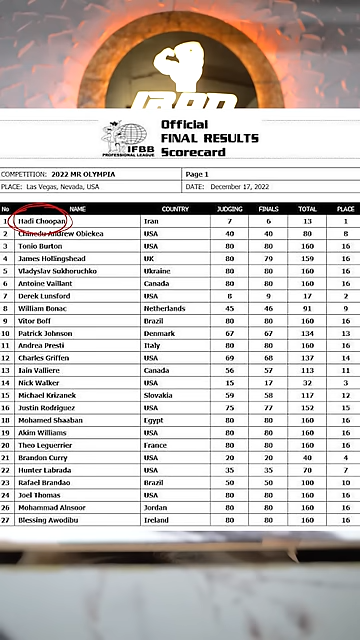 IRON
IFBB
PROFESSIONAL LEAGUE
Official
FINAL RESULTS
Scorecard
COMPETITION: 2022 MR OLYMPIA Page 1
PLACE: Las Vegas, Nevada, USA DATE: December 17, 2022
No NAME COUNTRY JUDGING FINALS TOTAL PLACE
1 Hadi Choopan Iran 7 6 13 1
2 Chinedu Andrew Obiekea USA 40 40 80 8
3 Tonio Burton USA 80 80 160 16
4 James Hollingshead UK 80 79 159 16
5 Vladyslav Sukhoruchko Ukraine 80 80 160 16
6 Antoine Vaillant Canada 80 80 160 16
7 Derek Lunsford USA 8 9 17 2
8 William Bonac Netherlands 45 46 91 9
9 Vitor Boff Brazil 80 80 160 16
10 Patrick Johnson Denmark 67 67 134 13
11 Andrea Presti Italy 80 80 160 16
12 Charles Griffen USA 69 68 137 14
13 Iain Valliere Canada 56 57 113 11
14 Nick Walker USA 15 17 32 3
15 Michael Krizanek Slovakia 59 58 117 12
16 Justin Rodriguez USA 75 77 152 15
18 Mohamed Shaaban Egypt 80 80 160 16
19 Akim Williams USA 80 80 160 16
20 Theo Leguerrier France 80 80 160 16
21 Brandon Curry USA 20 20 40 4
22 Hunter Labrada USA 35 35 70 7
23 Rafael Brandao Brazil 50 50 100 10
24 Joel Thomas USA 80 80 160 16
26 Mohammad Alnsoor Jordan 80 80 160 16
27 Blessing Awodibu Ireland 80 80 160 16